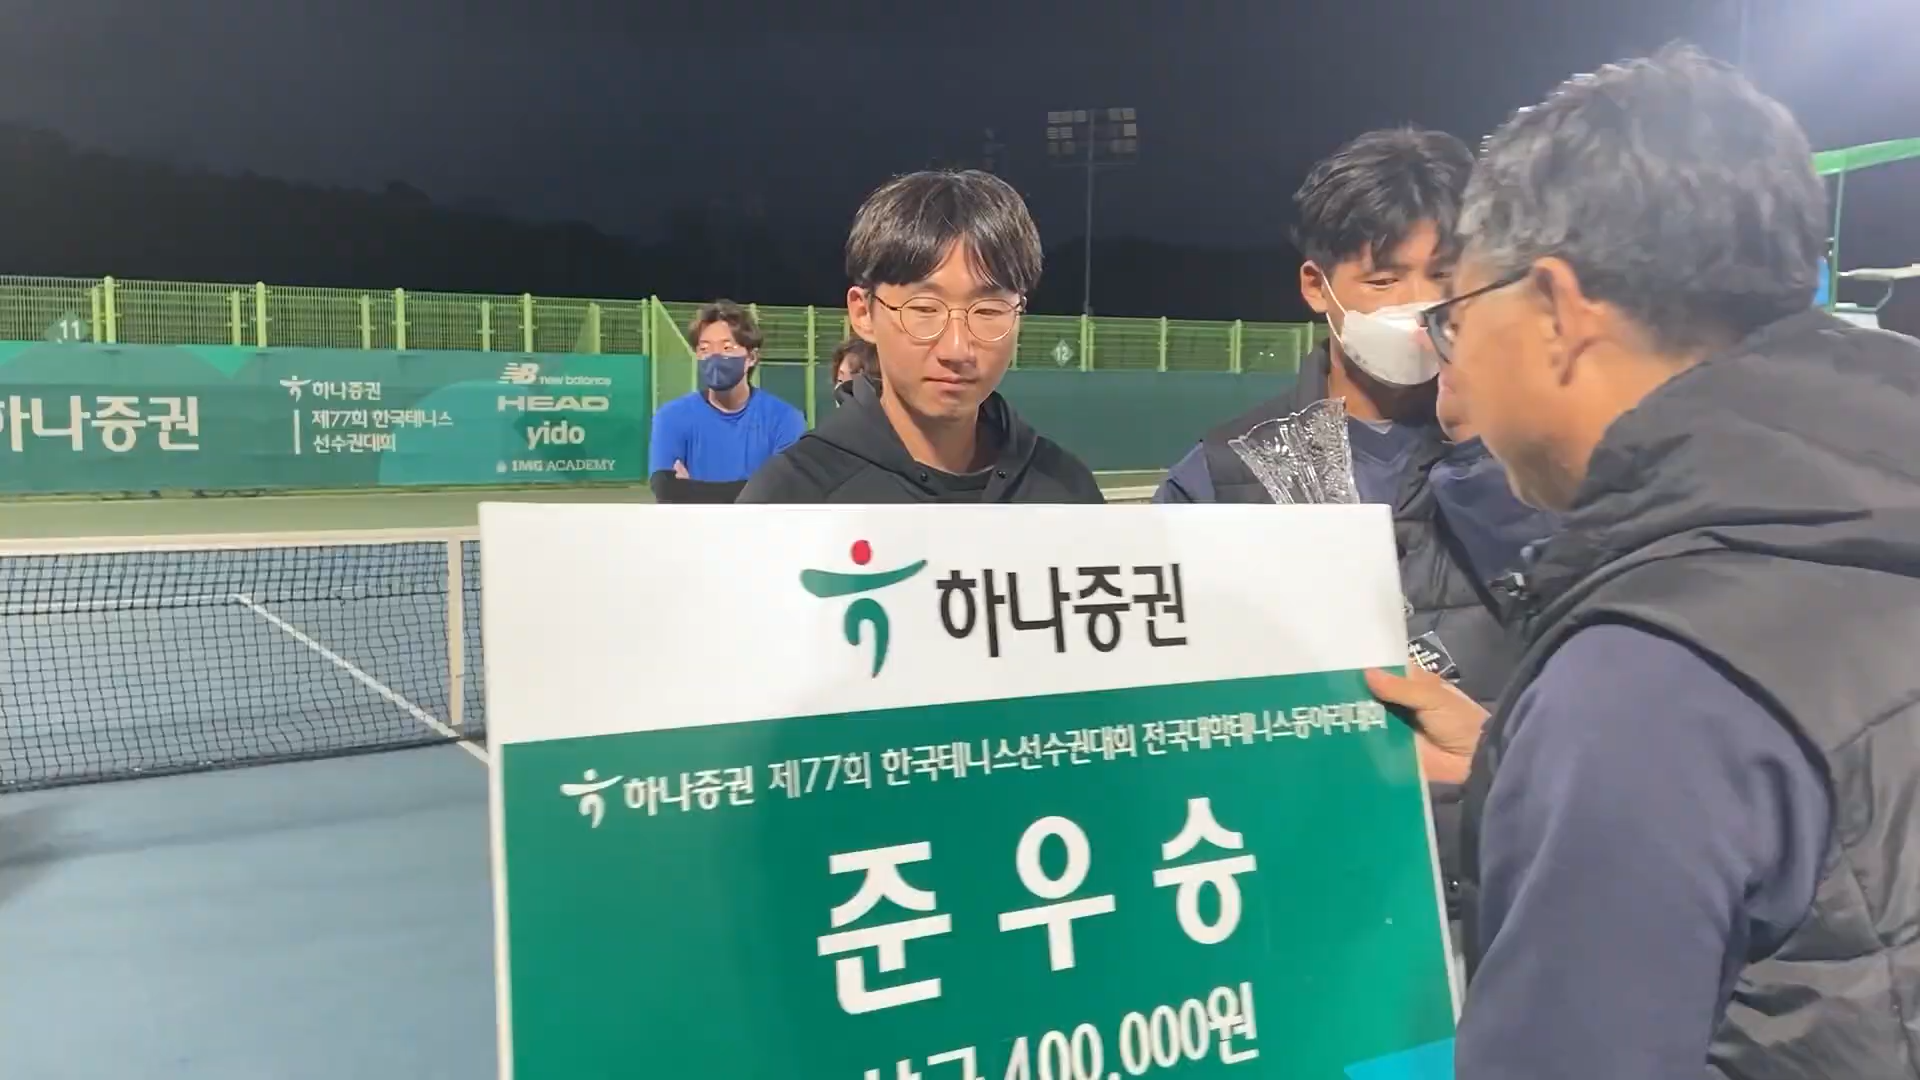 11
12
하나증권
하나증권
제77회 한국테니스
선수권대회
new balance
HEAD
yido
IMG ACADEMY
하나증권
하나증권 제77회 한국테니스선수권대회 전국대학테니스동아리대회
준우승
상금 400,000원